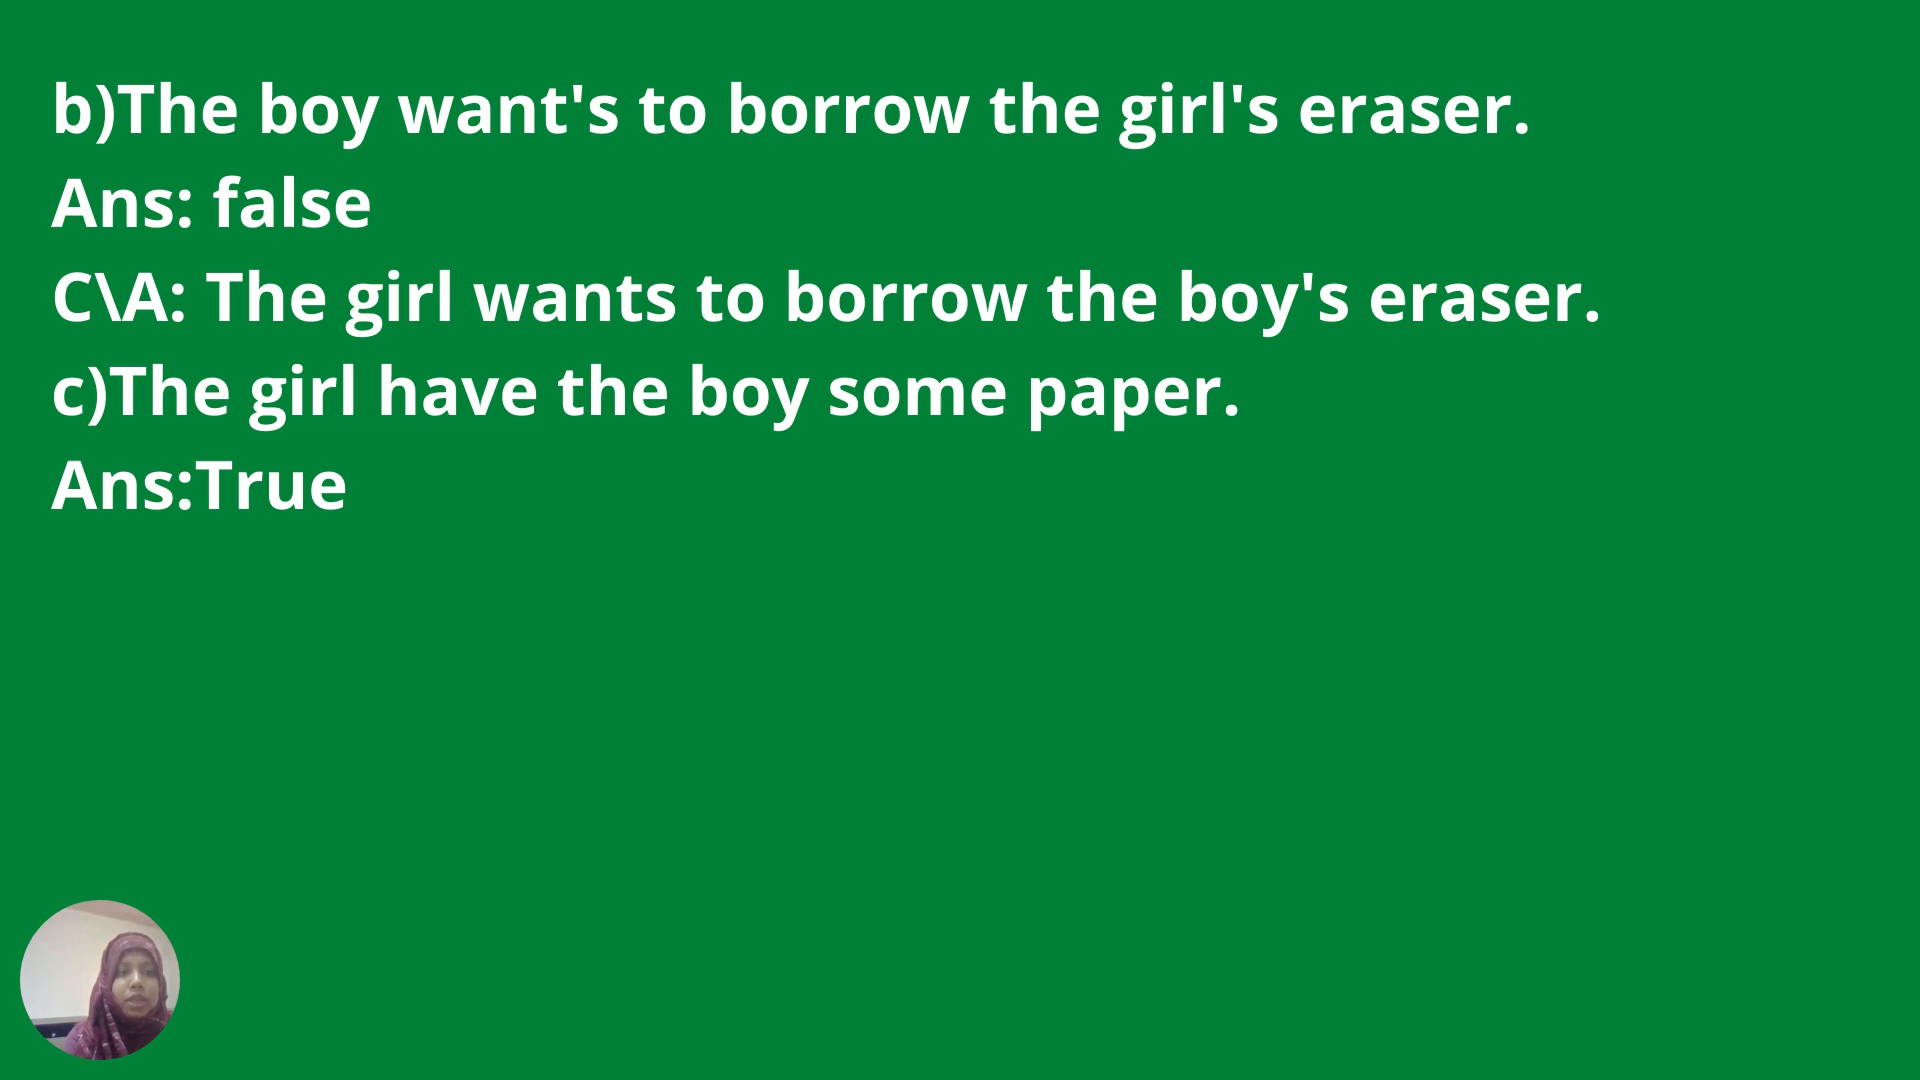 b)The boy want's to borrow the girl's eraser.
Ans: false
C\A: The girl wants to borrow the boy's eraser.
c)The girl have the boy some paper.
Ans:True